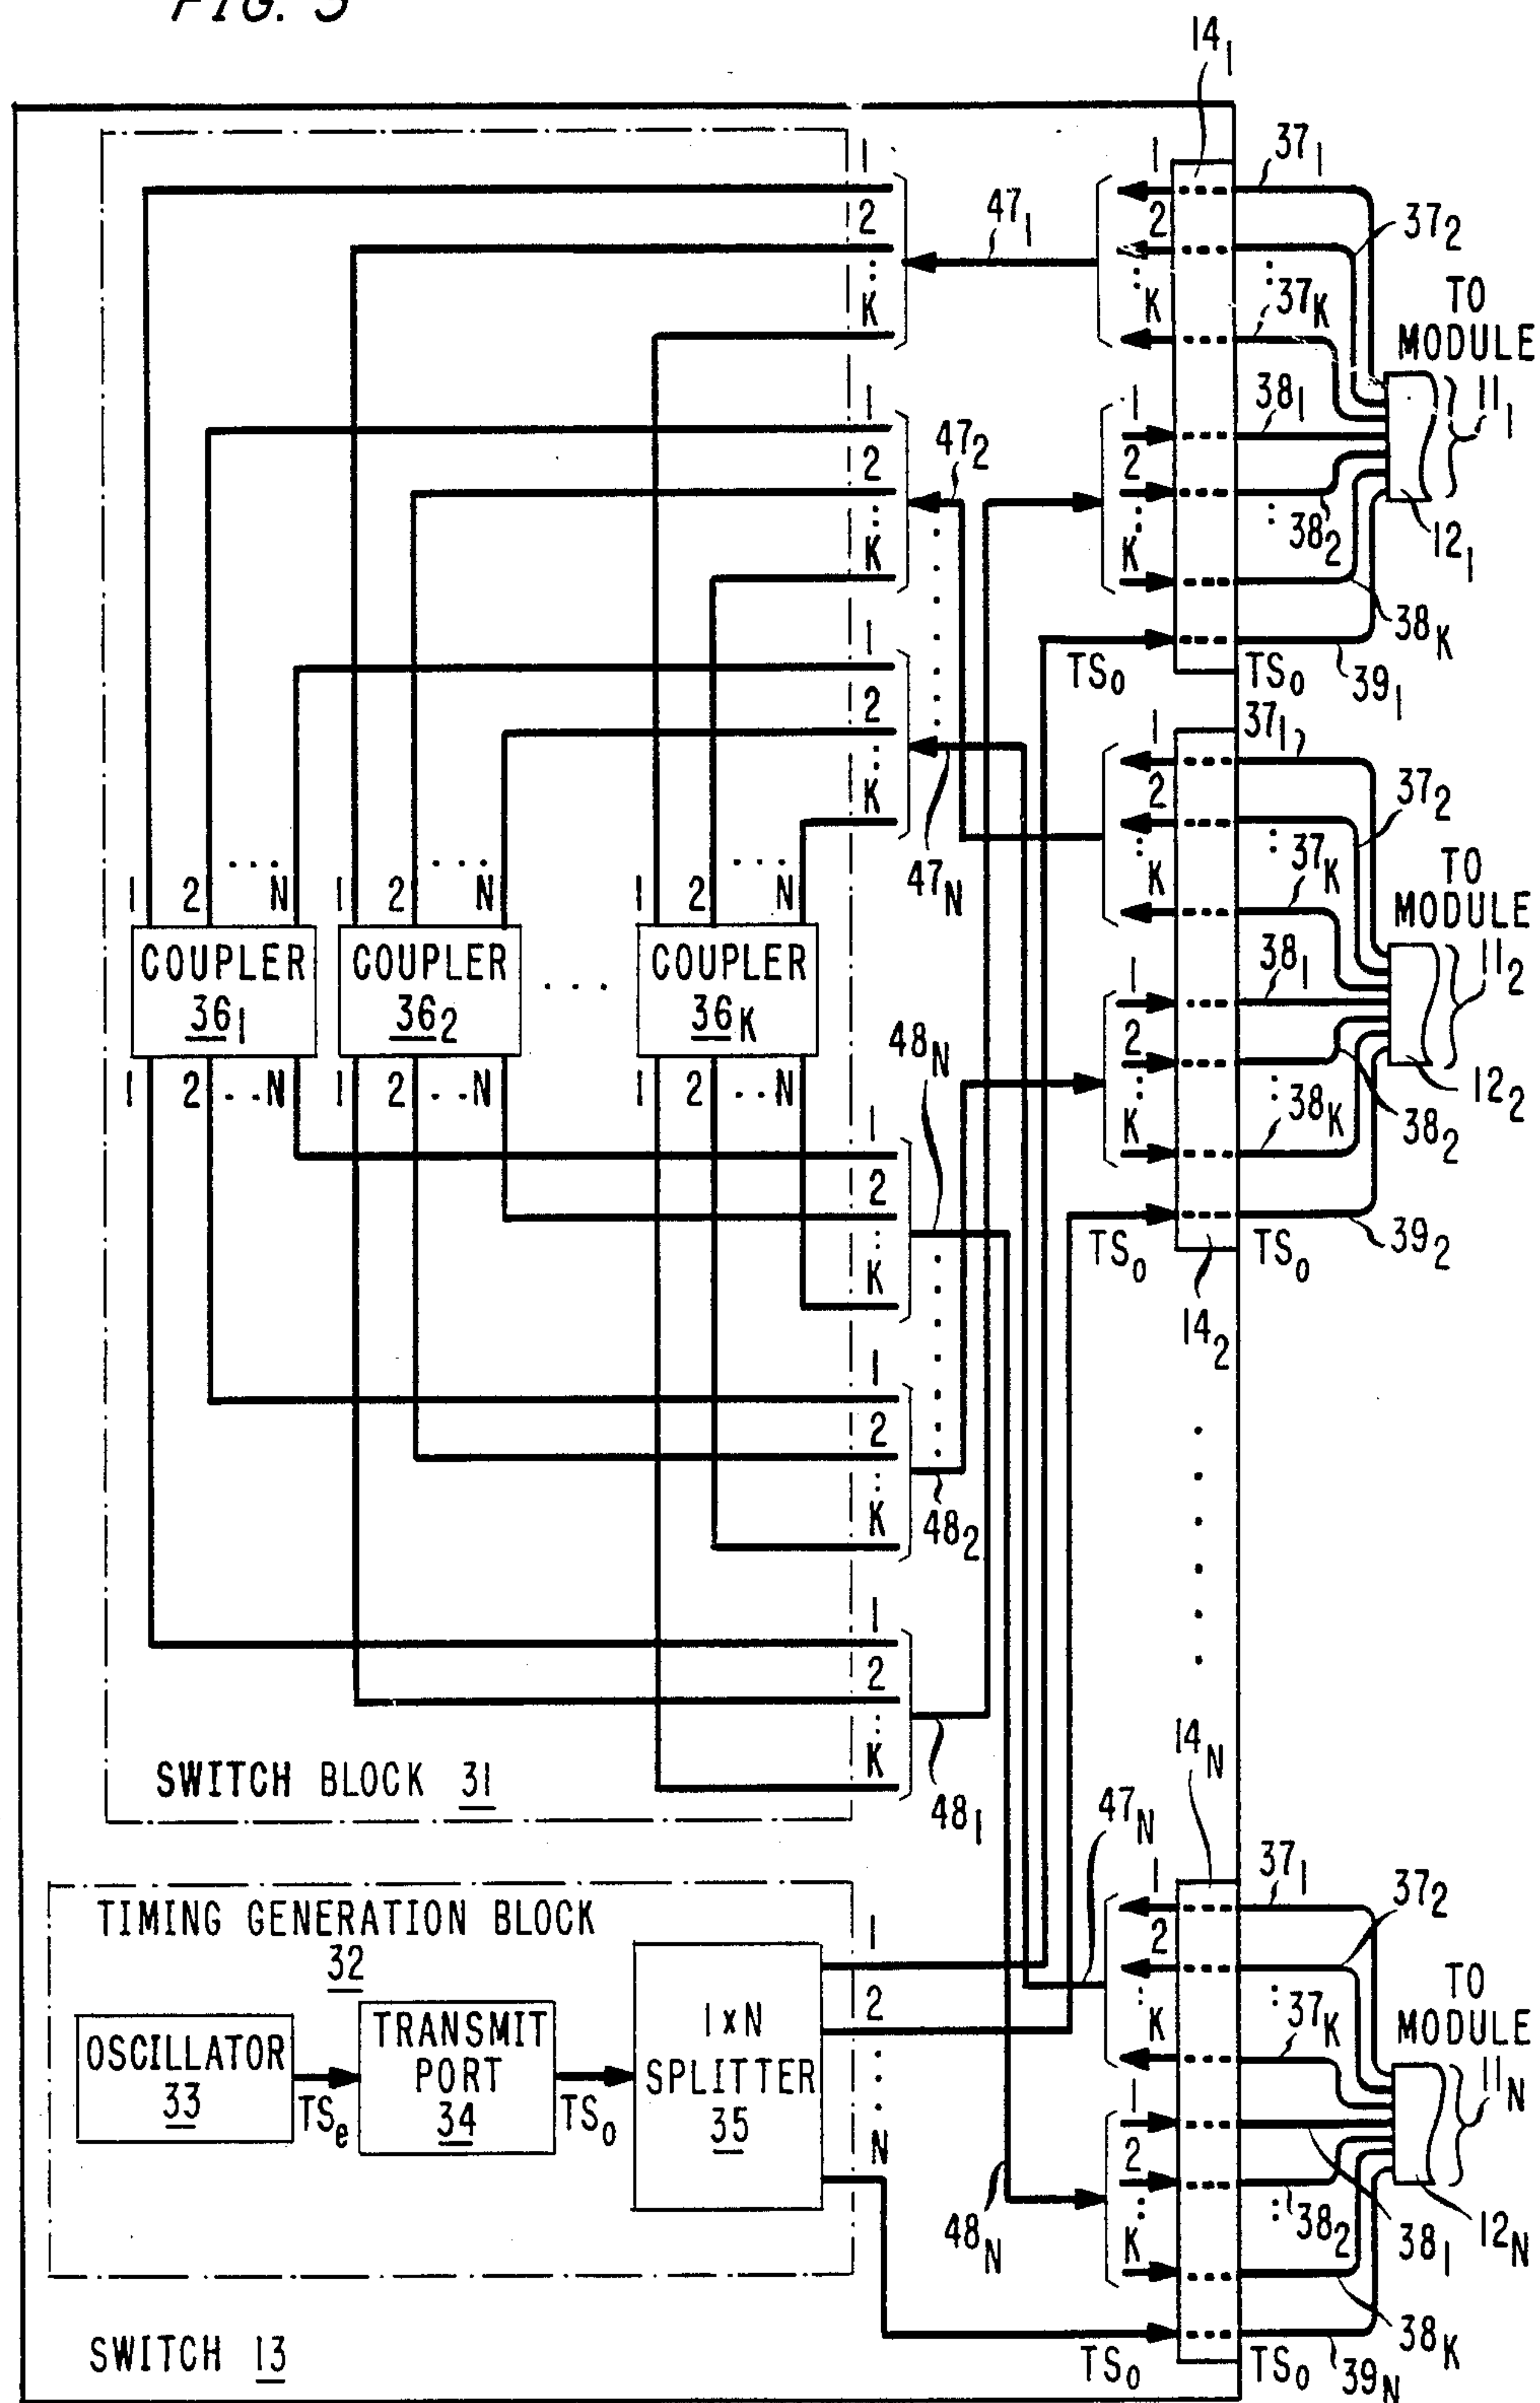 FIG. 3
14₁
1
2
⋮
K
47₁
1
2
⋮
K
37₁
37₂
⋮
37K
TO
MODULE
11₁
12₁
1
2
⋮
K
47₂
1
2
⋮
K
38₁
38₂
⋮
38K
TS₀
TS₀
39₁
1
2
⋮
K
47N
1
2
⋮
K
37₁
37₂
⋮
37K
TO
MODULE
11₂
12₂
1 2 ... N
1 2 ... N
1 2 ... N
COUPLER
36₁
COUPLER
36₂
...
COUPLER
36K
1 2 ..N
1 2 ..N
1 2 ..N
48N
1
2
⋮
K
38₁
38₂
⋮
38K
TS₀
TS₀
39₂
14₂
1
2
⋮
K
1
2
⋮
K
48₂
1
2
⋮
K
48₁
SWITCH BLOCK 31
14N
47N
1
2
⋮
K
37₁
37₂
⋮
37K
TO
MODULE
11N
12N
TIMING GENERATION BLOCK
32
OSCILLATOR
33
TSe
TRANSMIT
PORT
34
TS₀
1xN
SPLITTER
35
1
2
⋮
N
48N
1
2
⋮
K
38₂
⋮
38₁
38K
TS₀
TS₀
39N
SWITCH 13